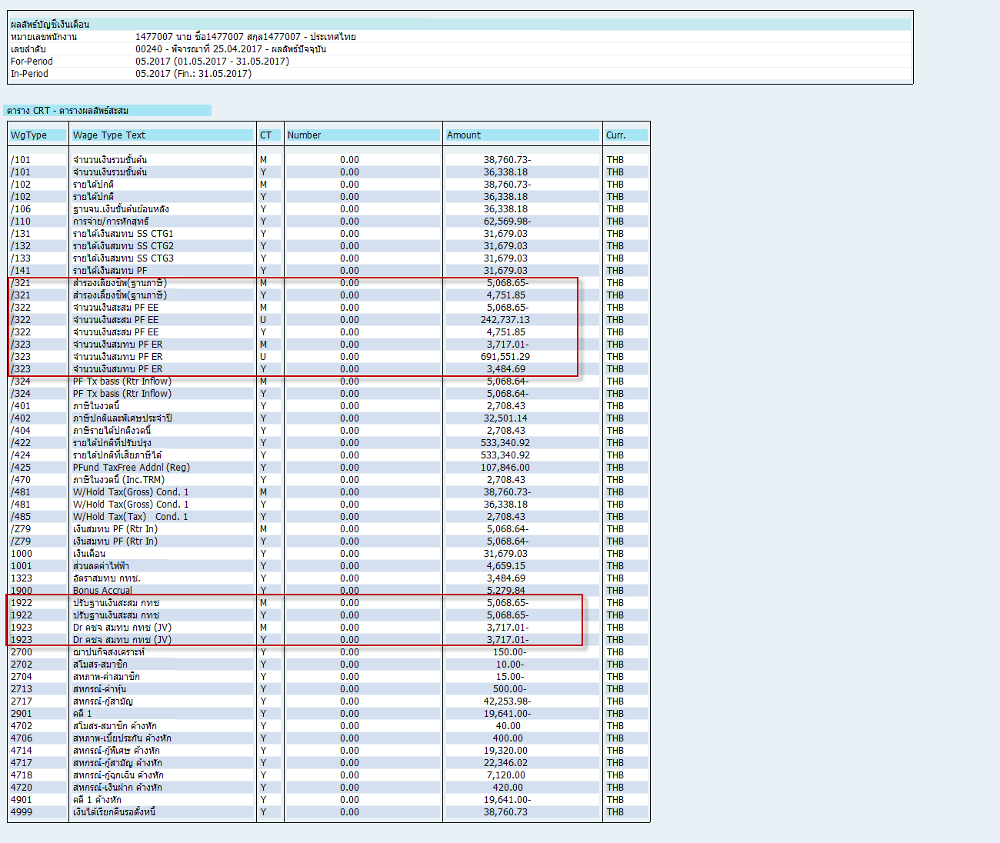 ผลลัพธ์บัญชีเงินเดือน
หมายเลขพนักงาน 1477007 นาย ชื่อ1477007 สกุล1477007 - ประเทศไทย
เลขลำดับ 00240 - พิจารณาที่ 25.04.2017 - ผลลัพธ์ปัจจุบัน
For-Period 05.2017 (01.05.2017 - 31.05.2017)
In-Period 05.2017 (Fin.: 31.05.2017)
ตาราง CRT - ตารางผลลัพธ์สะสม
WgType Wage Type Text CT Number Amount Curr.
/101 จำนวนเงินรวมขั้นต้น M 0.00 38,760.73- THB
/101 จำนวนเงินรวมขั้นต้น Y 0.00 36,338.18 THB
/102 รายได้ปกติ M 0.00 38,760.73- THB
/102 รายได้ปกติ Y 0.00 36,338.18 THB
/106 ฐานจน.เงินขั้นต้นย้อนหลัง Y 0.00 36,338.18 THB
/110 การจ่าย/การหักสุทธิ Y 0.00 62,569.98- THB
/131 รายได้เงินสมทบ SS CTG1 Y 0.00 31,679.03 THB
/132 รายได้เงินสมทบ SS CTG2 Y 0.00 31,679.03 THB
/133 รายได้เงินสมทบ SS CTG3 Y 0.00 31,679.03 THB
/141 รายได้เงินสมทบ PF Y 0.00 31,679.03 THB
/321 สำรองเลี้ยงชีพ(ฐานภาษี) M 0.00 5,068.65- THB
/321 สำรองเลี้ยงชีพ(ฐานภาษี) Y 0.00 4,751.85 THB
/322 จำนวนเงินสะสม PF EE M 0.00 5,068.65- THB
/322 จำนวนเงินสะสม PF EE U 0.00 242,737.13 THB
/322 จำนวนเงินสะสม PF EE Y 0.00 4,751.85 THB
/323 จำนวนเงินสมทบ PF ER M 0.00 3,717.01- THB
/323 จำนวนเงินสมทบ PF ER U 0.00 691,551.29 THB
/323 จำนวนเงินสมทบ PF ER Y 0.00 3,484.69 THB
/324 PF Tx basis (Rtr Inflow) M 0.00 5,068.64- THB
/324 PF Tx basis (Rtr Inflow) Y 0.00 5,068.64- THB
/401 ภาษีในงวดนี้ Y 0.00 2,708.43 THB
/402 ภาษีปกติและพิเศษประจำปี Y 0.00 32,501.14 THB
/404 ภาษีรายได้ปกติงวดนี้ Y 0.00 2,708.43 THB
/422 รายได้ปกติที่ปรับปรุง Y 0.00 533,340.92 THB
/424 รายได้ปกติที่เสียภาษีได้ Y 0.00 533,340.92 THB
/425 PFund TaxFree Addnl (Reg) Y 0.00 107,846.00 THB
/470 ภาษีในงวดนี้ (Inc.TRM) Y 0.00 2,708.43 THB
/481 W/Hold Tax(Gross) Cond. 1 M 0.00 38,760.73- THB
/481 W/Hold Tax(Gross) Cond. 1 Y 0.00 36,338.18 THB
/485 W/Hold Tax(Tax) Cond. 1 Y 0.00 2,708.43 THB
/Z79 เงินสมทบ PF (Rtr In) M 0.00 5,068.64- THB
/Z79 เงินสมทบ PF (Rtr In) Y 0.00 5,068.64- THB
1000 เงินเดือน Y 0.00 31,679.03 THB
1001 ส่วนลดค่าไฟฟ้า Y 0.00 4,659.15 THB
1323 อัตราสมทบ กทช. Y 0.00 3,484.69 THB
1900 Bonus Accrual Y 0.00 5,279.84 THB
1922 ปรับฐานเงินสะสม กทช M 0.00 5,068.65- THB
1922 ปรับฐานเงินสะสม กทช Y 0.00 5,068.65- THB
1923 Dr คชจ สมทบ กทช (JV) M 0.00 3,717.01- THB
1923 Dr คชจ สมทบ กทช (JV) Y 0.00 3,717.01- THB
2700 ฌาปนกิจสงเคราะห์ Y 0.00 150.00- THB
2702 สโมสร-สมาชิก Y 0.00 10.00- THB
2704 สหภาพ-ค่าสมาชิก Y 0.00 15.00- THB
2713 สหกรณ์-ค่าหุ้น Y 0.00 500.00- THB
2717 สหกรณ์-กู้สามัญ Y 0.00 42,253.98- THB
2901 คดี 1 Y 0.00 19,641.00- THB
4702 สโมสร-สมาชิก ค้างหัก Y 0.00 40.00 THB
4706 สหภาพ-เบี้ยประกัน ค้างหัก Y 0.00 400.00 THB
4714 สหกรณ์-กู้พิเศษ ค้างหัก Y 0.00 19,320.00 THB
4717 สหกรณ์-กู้สามัญ ค้างหัก Y 0.00 22,346.02 THB
4718 สหกรณ์-กู้ฉุกเฉิน ค้างหัก Y 0.00 7,120.00 THB
4720 สหกรณ์-เงินฝาก ค้างหัก Y 0.00 420.00 THB
4901 คดี 1 ค้างหัก Y 0.00 19,641.00- THB
4999 เงินได้เรียกคืนรอตั้งหนี้ Y 0.00 38,760.73 THB